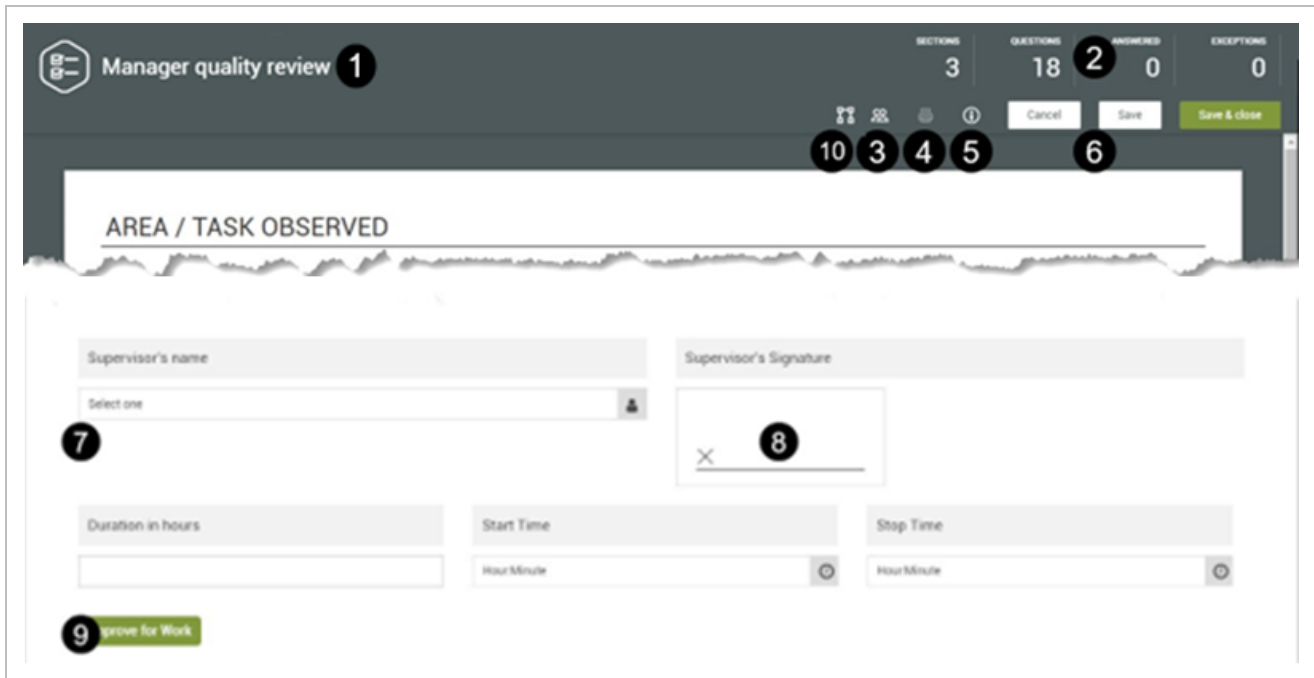 SECTIONS QUESTIONS ANSWERED EXCEPTIONS
Manager quality review 1
3 18 2 0 0
Cancel Save Save & close
10 3 4 5 6
AREA / TASK OBSERVED
Supervisor's name Supervisor's Signature
Select one
7 8
Duration in hours Start Time Stop Time
Hour:Minute Hour:Minute
9 prove for Work